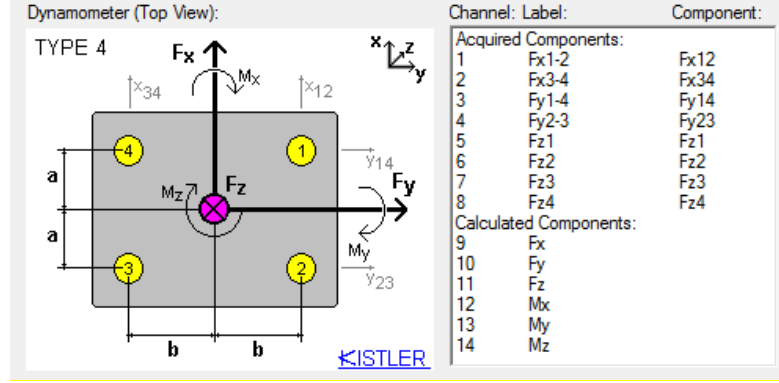 Dynamometer (Top View):
TYPE 4
Fx
Mx
x z y
x34
x12
4
1
y14
a
Mz
Fz
Fy
a
My
3
2
y23
b
b
KISTLER
Channel: Label: Component:
Acquired Components:
1 Fx1-2 Fx12
2 Fx3-4 Fx34
3 Fy1-4 Fy14
4 Fy2-3 Fy23
5 Fz1 Fz1
6 Fz2 Fz2
7 Fz3 Fz3
8 Fz4 Fz4
Calculated Components:
9 Fx
10 Fy
11 Fz
12 Mx
13 My
14 Mz